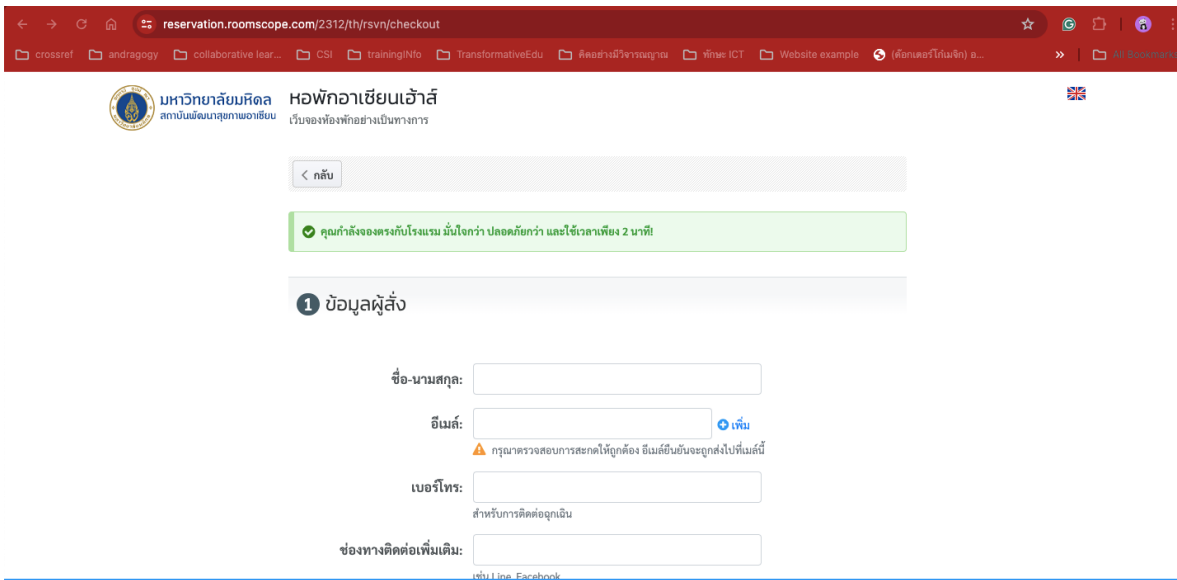 reservation.roomscope.com/2312/th/rsvn/checkout
crossref andragogy collaborative lear... CSI trainingINfo TransformativeEdu คิดอย่างมีวิจารณญาณ ทักษะ ICT Website example (ด๊อกเตอร์โก๋เมจิก) อ... » All Bookmarks
มหาวิทยาลัยมหิดล
สถาบันพัฒนาสุขภาพอาเซียน
หอพักอาเซียนเฮ้าส์
เว็บจองห้องพักอย่างเป็นทางการ
< กลับ
คุณกำลังจองตรงกับโรงแรม มั่นใจกว่า ปลอดภัยกว่า และใช้เวลาเพียง 2 นาที!
1 ข้อมูลผู้สั่ง
ชื่อ-นามสกุล:
อีเมล์: เพิ่ม
กรุณาตรวจสอบการสะกดให้ถูกต้อง อีเมล์ยืนยันจะถูกส่งไปที่เมล์นี้
เบอร์โทร:
สำหรับการติดต่อฉุกเฉิน
ช่องทางติดต่อเพิ่มเติม:
เช่น Line, Facebook